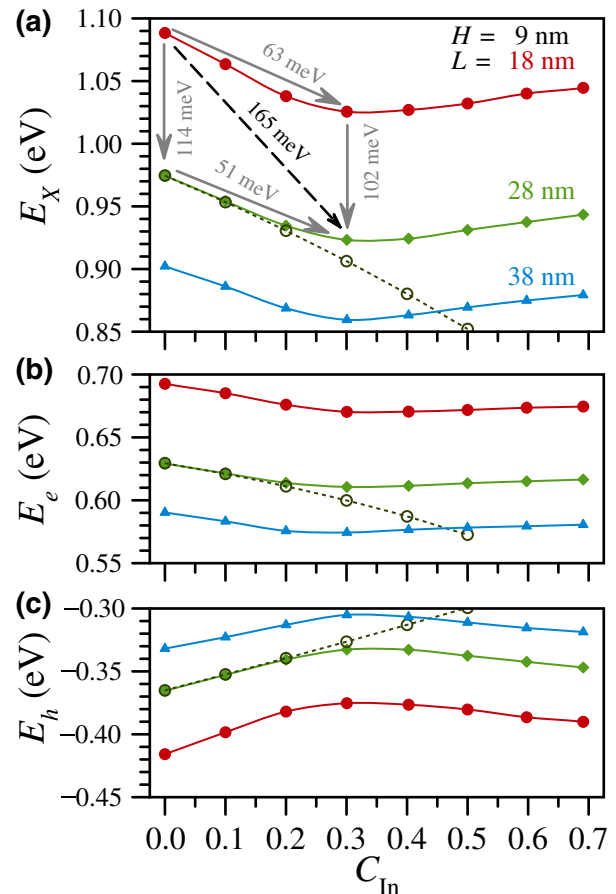 (a)
H = 9 nm
L = 18 nm
63 meV
114 meV
165 meV
102 meV
51 meV
28 nm
38 nm
1.10
1.05
1.00
0.95
0.90
0.85
E_X (eV)
(b)
0.70
0.65
0.60
0.55
E_e (eV)
(c)
−0.30
−0.35
−0.40
−0.45
E_h (eV)
0.0 0.1 0.2 0.3 0.4 0.5 0.6 0.7
C_In